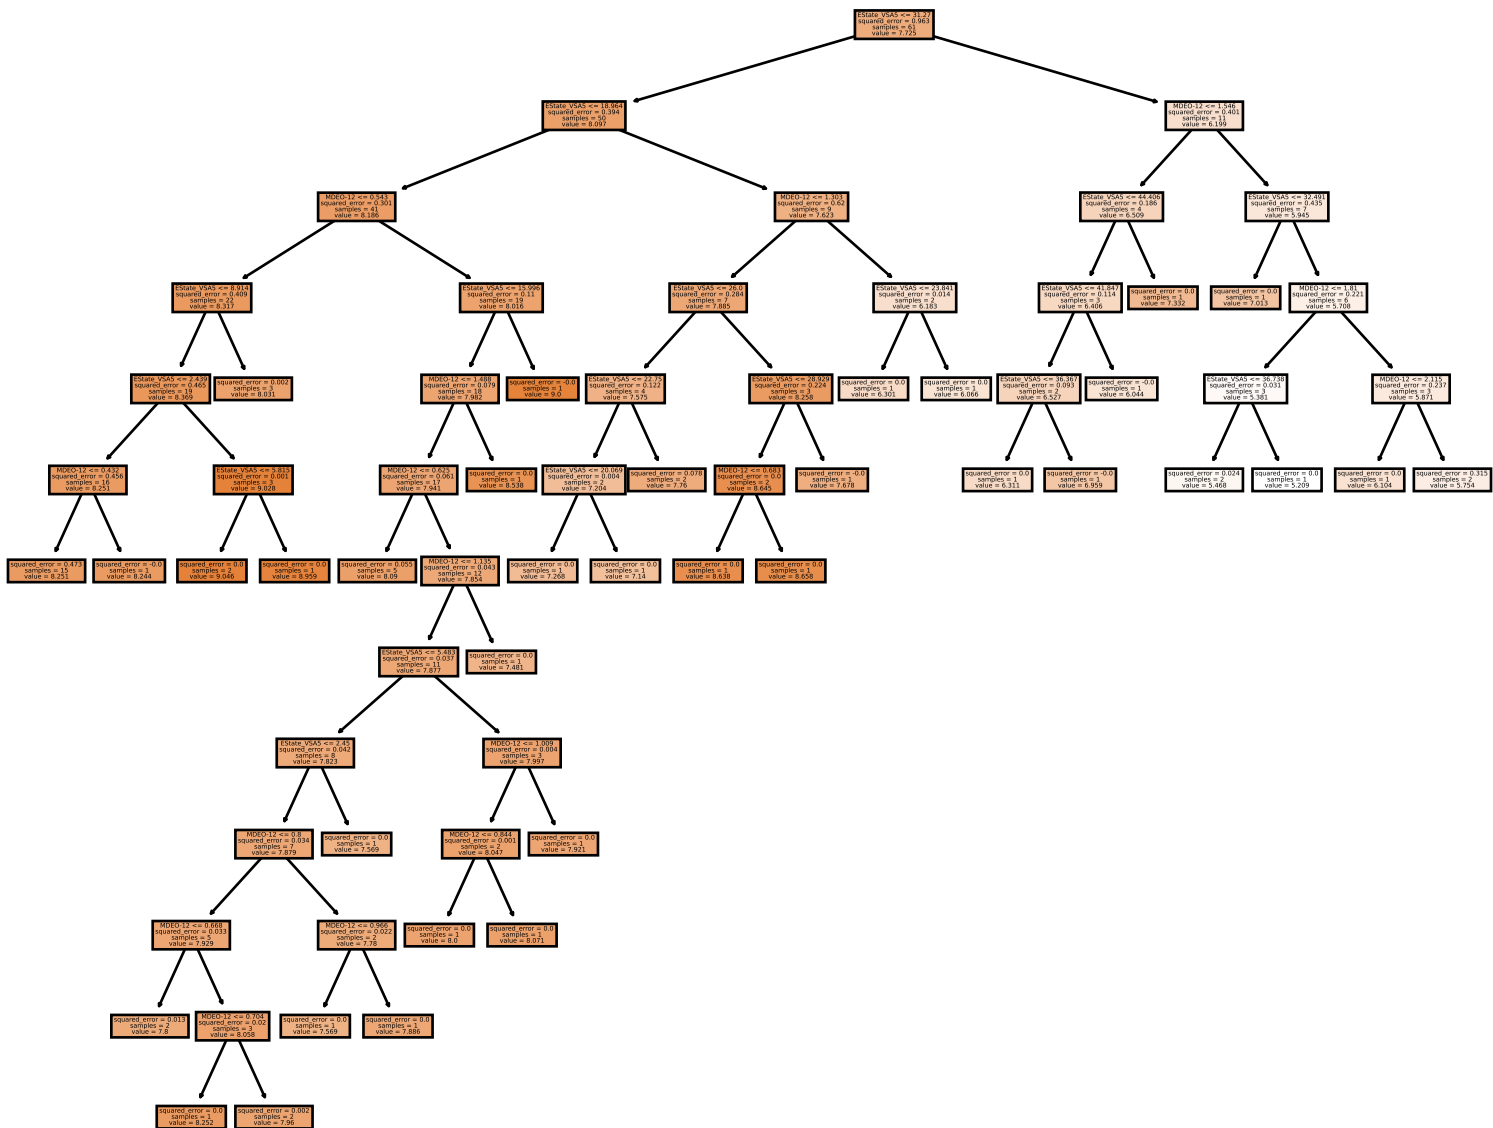 EState_VSA5 <= 31.27
squared_error = 0.963
samples = 61
value = 7.725
EState_VSA5 <= 18.964
squared_error = 0.394
samples = 50
value = 8.097
MDEO-12 <= 1.546
squared_error = 0.401
samples = 11
value = 6.199
MDEO-12 <= 0.543
squared_error = 0.301
samples = 41
value = 8.186
MDEO-12 <= 1.303
squared_error = 0.62
samples = 9
value = 7.623
EState_VSA5 <= 44.406
squared_error = 0.186
samples = 4
value = 6.509
EState_VSA5 <= 32.491
squared_error = 0.435
samples = 7
value = 5.945
EState_VSA5 <= 8.914
squared_error = 0.409
samples = 22
value = 8.317
EState_VSA5 <= 15.996
squared_error = 0.11
samples = 19
value = 8.016
EState_VSA5 <= 26.0
squared_error = 0.284
samples = 7
value = 7.885
EState_VSA5 <= 23.841
squared_error = 0.014
samples = 2
value = 6.183
EState_VSA5 <= 41.847
squared_error = 0.114
samples = 3
value = 6.406
squared_error = 0.0
samples = 1
value = 7.332
squared_error = 0.0
samples = 1
value = 7.013
MDEO-12 <= 1.81
squared_error = 0.221
samples = 6
value = 5.708
EState_VSA5 <= 2.439
squared_error = 0.465
samples = 19
value = 8.369
squared_error = 0.002
samples = 3
value = 8.031
MDEO-12 <= 1.488
squared_error = 0.079
samples = 18
value = 7.982
squared_error = -0.0
samples = 1
value = 9.0
EState_VSA5 <= 22.75
squared_error = 0.122
samples = 4
value = 7.575
EState_VSA5 <= 28.929
squared_error = 0.224
samples = 3
value = 8.258
squared_error = 0.0
samples = 1
value = 6.301
squared_error = 0.0
samples = 1
value = 6.066
EState_VSA5 <= 36.367
squared_error = 0.093
samples = 2
value = 6.527
squared_error = -0.0
samples = 1
value = 6.044
EState_VSA5 <= 36.738
squared_error = 0.031
samples = 3
value = 5.381
MDEO-12 <= 2.115
squared_error = 0.237
samples = 3
value = 5.871
MDEO-12 <= 0.432
squared_error = 0.456
samples = 16
value = 8.251
EState_VSA5 <= 5.815
squared_error = 0.001
samples = 3
value = 9.028
MDEO-12 <= 0.625
squared_error = 0.061
samples = 17
value = 7.941
squared_error = 0.0
samples = 1
value = 8.538
EState_VSA5 <= 20.069
squared_error = 0.004
samples = 2
value = 7.204
squared_error = 0.078
samples = 2
value = 7.76
MDEO-12 <= 0.683
squared_error = 0.0
samples = 2
value = 8.645
squared_error = -0.0
samples = 1
value = 7.678
squared_error = 0.0
samples = 1
value = 6.311
squared_error = -0.0
samples = 1
value = 6.959
squared_error = 0.024
samples = 2
value = 5.468
squared_error = 0.0
samples = 1
value = 5.209
squared_error = 0.0
samples = 1
value = 6.104
squared_error = 0.315
samples = 2
value = 5.754
squared_error = 0.473
samples = 15
value = 8.251
squared_error = -0.0
samples = 1
value = 8.244
squared_error = 0.0
samples = 2
value = 9.046
squared_error = 0.0
samples = 1
value = 8.959
squared_error = 0.055
samples = 5
value = 8.09
MDEO-12 <= 1.135
squared_error = 0.043
samples = 12
value = 7.854
squared_error = 0.0
samples = 1
value = 7.268
squared_error = 0.0
samples = 1
value = 7.14
squared_error = 0.0
samples = 1
value = 8.638
squared_error = 0.0
samples = 1
value = 8.658
EState_VSA5 <= 5.483
squared_error = 0.037
samples = 11
value = 7.877
squared_error = 0.0
samples = 1
value = 7.481
EState_VSA5 <= 2.45
squared_error = 0.042
samples = 8
value = 7.823
MDEO-12 <= 1.009
squared_error = 0.004
samples = 3
value = 7.997
MDEO-12 <= 0.8
squared_error = 0.034
samples = 7
value = 7.879
squared_error = 0.0
samples = 1
value = 7.569
MDEO-12 <= 0.844
squared_error = 0.001
samples = 2
value = 8.047
squared_error = 0.0
samples = 1
value = 7.921
MDEO-12 <= 0.668
squared_error = 0.033
samples = 5
value = 7.929
MDEO-12 <= 0.966
squared_error = 0.022
samples = 2
value = 7.78
squared_error = 0.0
samples = 1
value = 8.0
squared_error = 0.0
samples = 1
value = 8.071
squared_error = 0.013
samples = 2
value = 7.8
MDEO-12 <= 0.704
squared_error = 0.02
samples = 3
value = 8.058
squared_error = 0.0
samples = 1
value = 7.569
squared_error = 0.0
samples = 1
value = 7.886
squared_error = 0.0
samples = 1
value = 8.252
squared_error = 0.002
samples = 2
value = 7.96